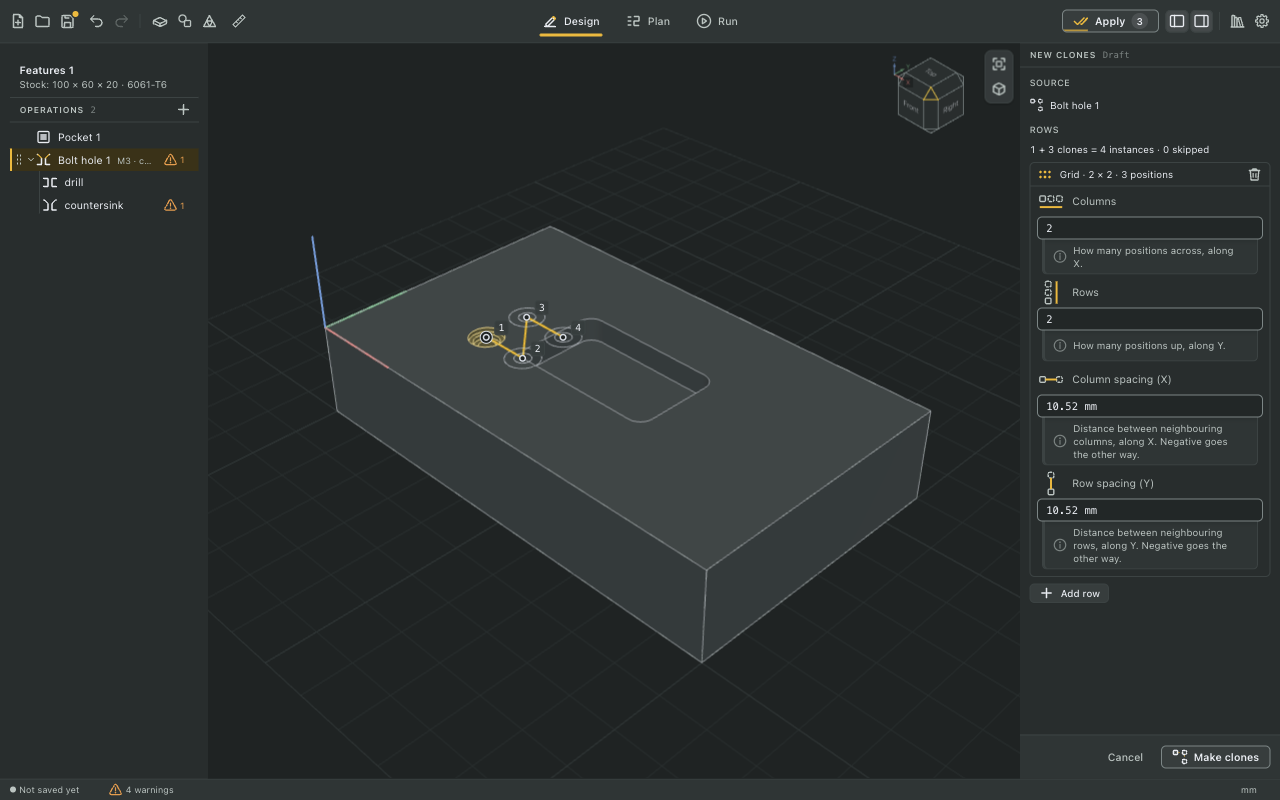 Design
Plan
Run
Apply 3
Features 1
Stock: 100 × 60 × 20 · 6061-T6
OPERATIONS 2
Pocket 1
Bolt hole 1 M3 · c… 1
drill
countersink 1
Top
Front
Right
1
2
3
4
NEW CLONES Draft
SOURCE
Bolt hole 1
ROWS
1 + 3 clones = 4 instances · 0 skipped
Grid · 2 × 2 · 3 positions
Columns
2
How many positions across, along
X.
Rows
2
How many positions up, along Y.
Column spacing (X)
10.52 mm
Distance between neighbouring
columns, along X. Negative goes
the other way.
Row spacing (Y)
10.52 mm
Distance between neighbouring
rows, along Y. Negative goes the
other way.
Add row
Cancel
Make clones
Not saved yet
4 warnings
mm